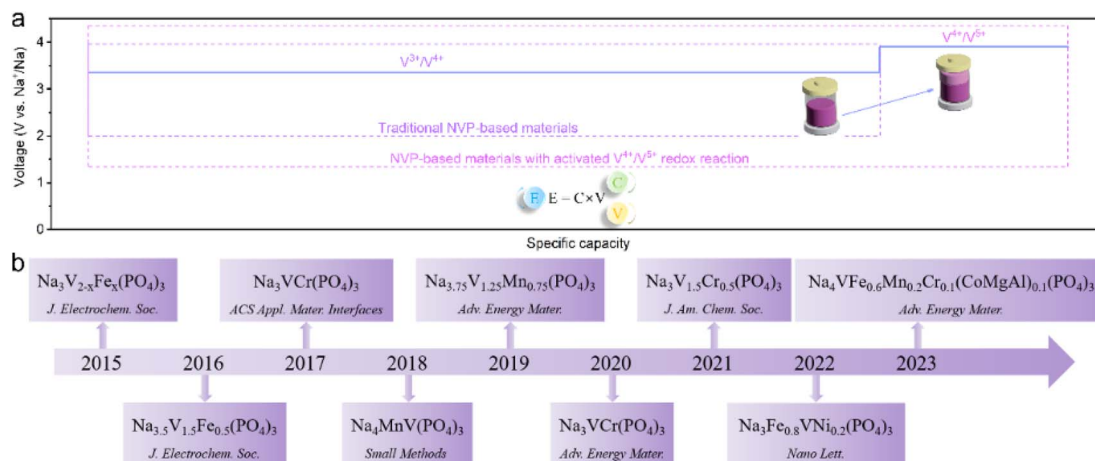 a
Voltage (V vs. Na⁺/Na)
4
3
2
1
0
V³⁺/V⁴⁺
V⁴⁺/V⁵⁺
Traditional NVP-based materials
NVP-based materials with activated V⁴⁺/V⁵⁺ redox reaction
E E = C×V C V
Specific capacity
b
Na₃V₂₋ₓFeₓ(PO₄)₃
J. Electrochem. Soc.
Na₃VCr(PO₄)₃
ACS Appl. Mater. Interfaces
Na₃.₇₅V₁.₂₅Mn₀.₇₅(PO₄)₃
Adv. Energy Mater.
Na₃V₁.₅Cr₀.₅(PO₄)₃
J. Am. Chem. Soc.
Na₄VFe₀.₆Mn₀.₂Cr₀.₁(CoMgAl)₀.₁(PO₄)₃
Adv. Energy Mater.
2015 2016 2017 2018 2019 2020 2021 2022 2023
Na₃.₅V₁.₅Fe₀.₅(PO₄)₃
J. Electrochem. Soc.
Na₄MnV(PO₄)₃
Small Methods
Na₃VCr(PO₄)₃
Adv. Energy Mater.
Na₃Fe₀.₈VNi₀.₂(PO₄)₃
Nano Lett.